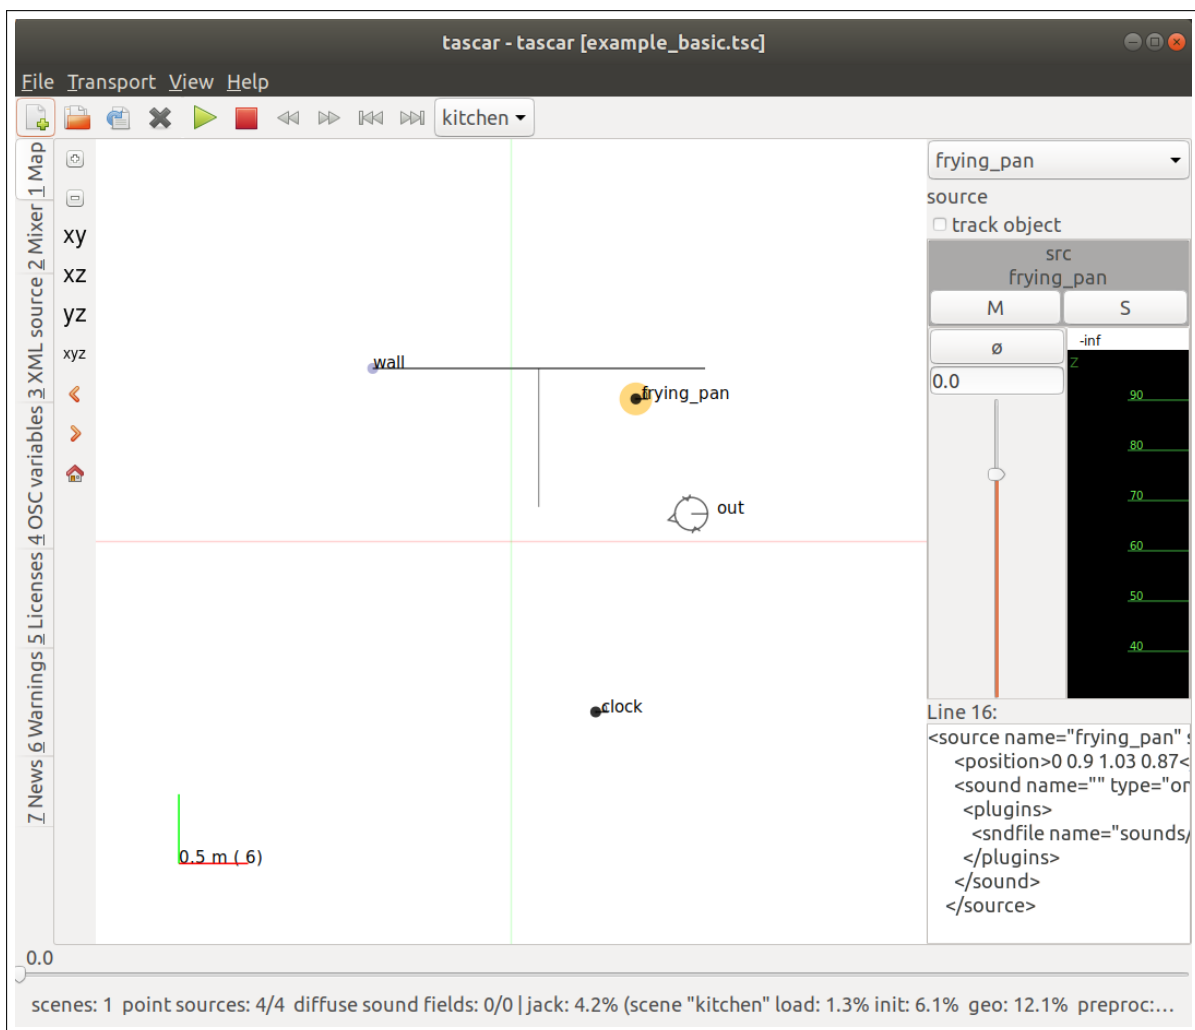 tascar - tascar [example_basic.tsc]
File Transport View Help
kitchen
1 Map
2 Mixer
3 XML source
4 OSC variables
5 Licenses
6 Warnings
7 News
xy
xz
yz
xyz
wall
frying_pan
out
clock
0.5 m ( 6)
frying_pan
source
track object
src
frying_pan
M S
ø -inf
Z
0.0
90
80
70
60
50
40
Line 16:
<source name="frying_pan" s
<position>0 0.9 1.03 0.87<
<sound name="" type="or
<plugins>
<sndfile name="sounds/
</plugins>
</sound>
</source>
0.0
scenes: 1 point sources: 4/4 diffuse sound fields: 0/0 | jack: 4.2% (scene "kitchen" load: 1.3% init: 6.1% geo: 12.1% preproc:...